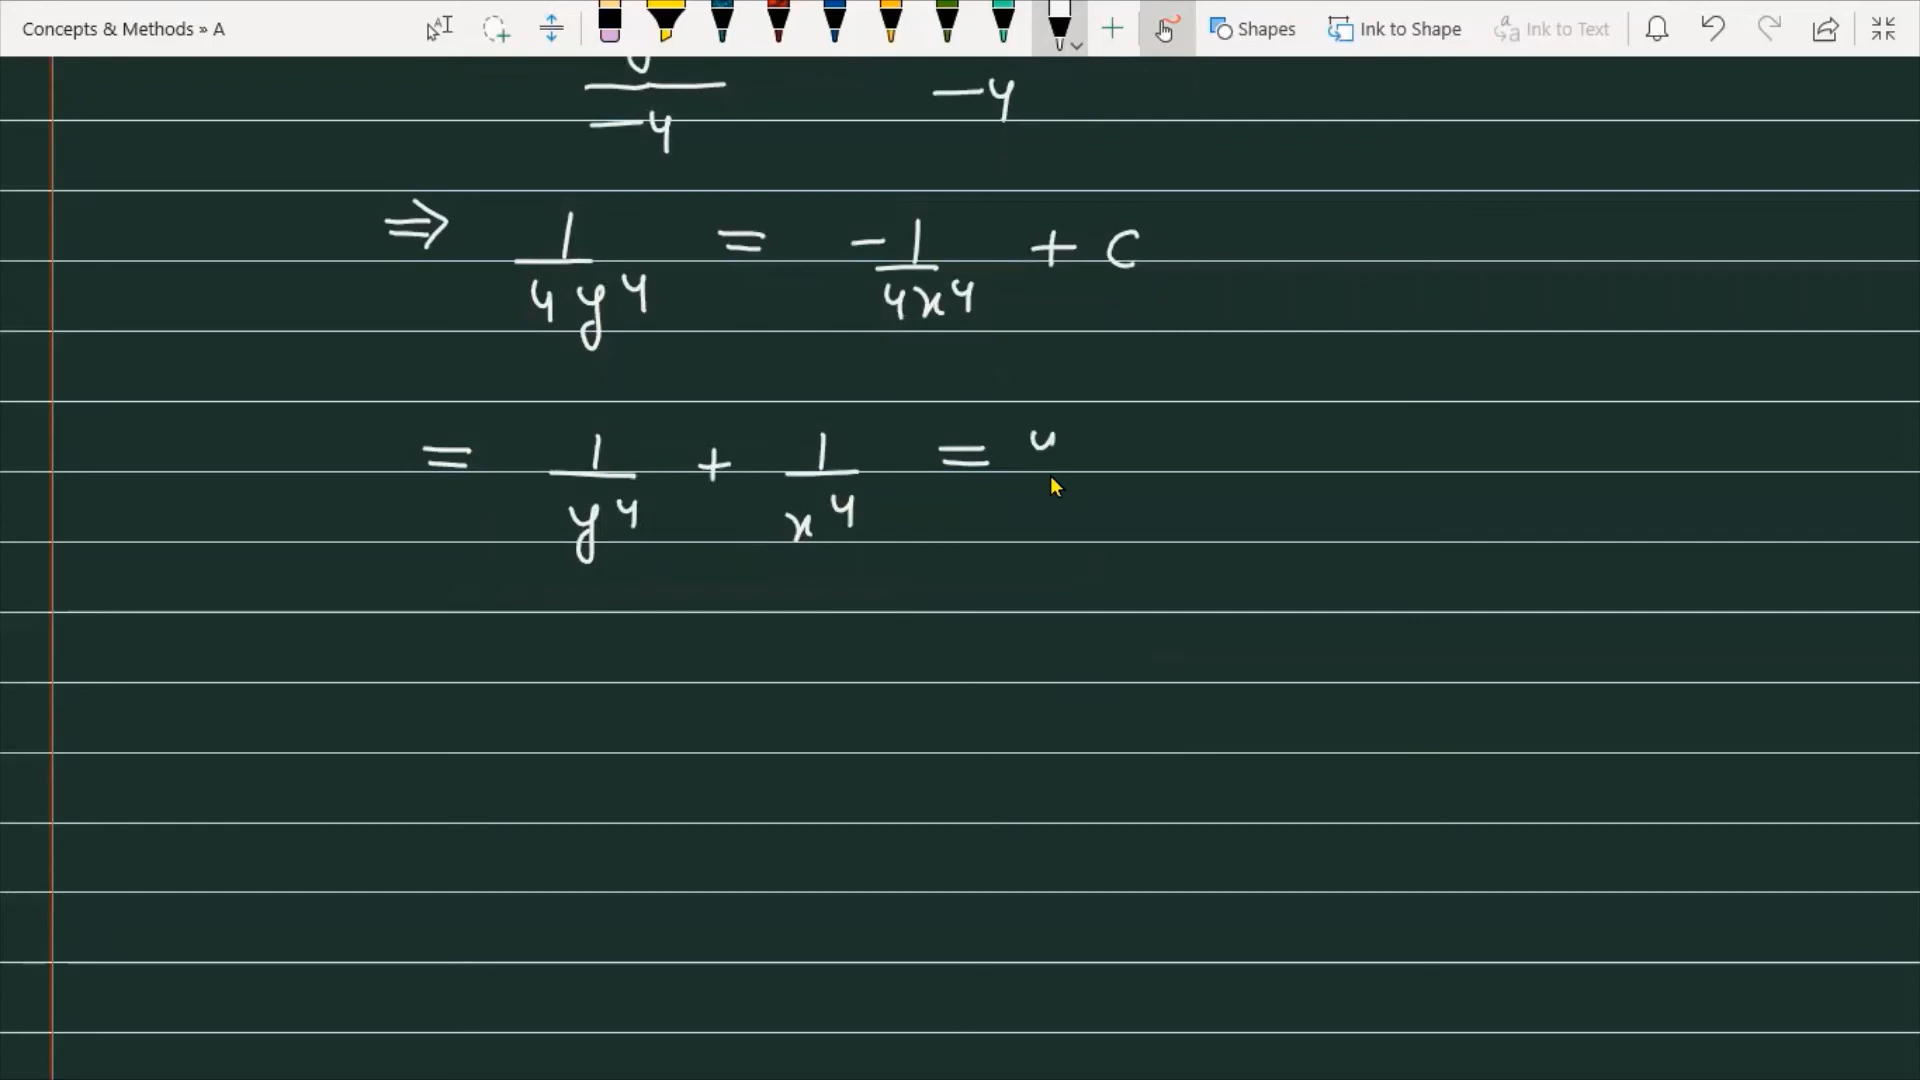 Concepts & Methods » A Shapes Ink to Shape Ink to Text
-4 -4
⇒ 1/4y⁴ = -1/4x⁴ + C
= 1/y⁴ + 1/x⁴ =